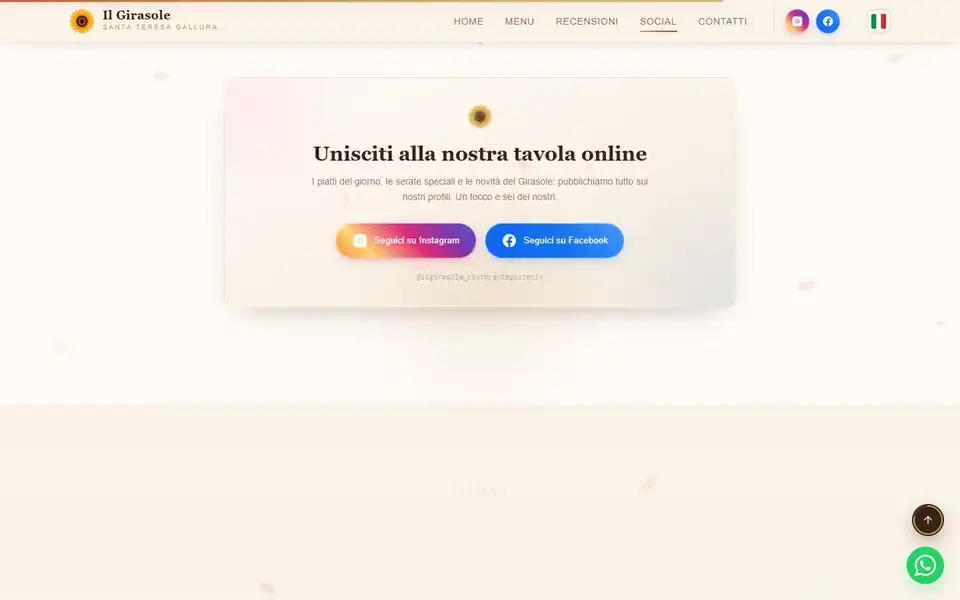 Il Girasole
SANTA TERESA GALLURA
HOME MENU RECENSIONI SOCIAL CONTATTI
Unisciti alla nostra tavola online
I piatti del giorno, le serate speciali e le novità del Girasole: pubblichiamo tutto sui
nostri profili. Un tocco e sei dei nostri.
Seguici su Instagram
Seguici su Facebook